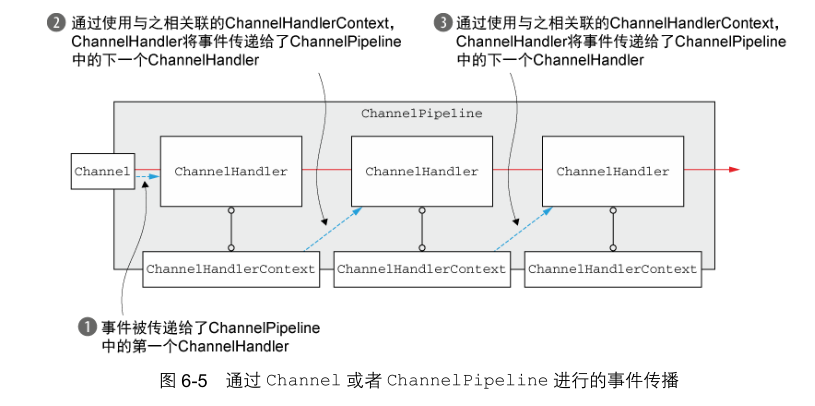 ❷ 通过使用与之相关联的ChannelHandlerContext，
ChannelHandler将事件传递给了ChannelPipeline
中的下一个ChannelHandler
❸ 通过使用与之相关联的ChannelHandlerContext，
ChannelHandler将事件传递给了ChannelPipeline
中的下一个ChannelHandler
ChannelPipeline
Channel
ChannelHandler
ChannelHandler
ChannelHandler
ChannelHandlerContext
ChannelHandlerContext
ChannelHandlerContext
❶ 事件被传递给了ChannelPipeline
中的第一个ChannelHandler
图 6-5 通过 Channel 或者 ChannelPipeline 进行的事件传播